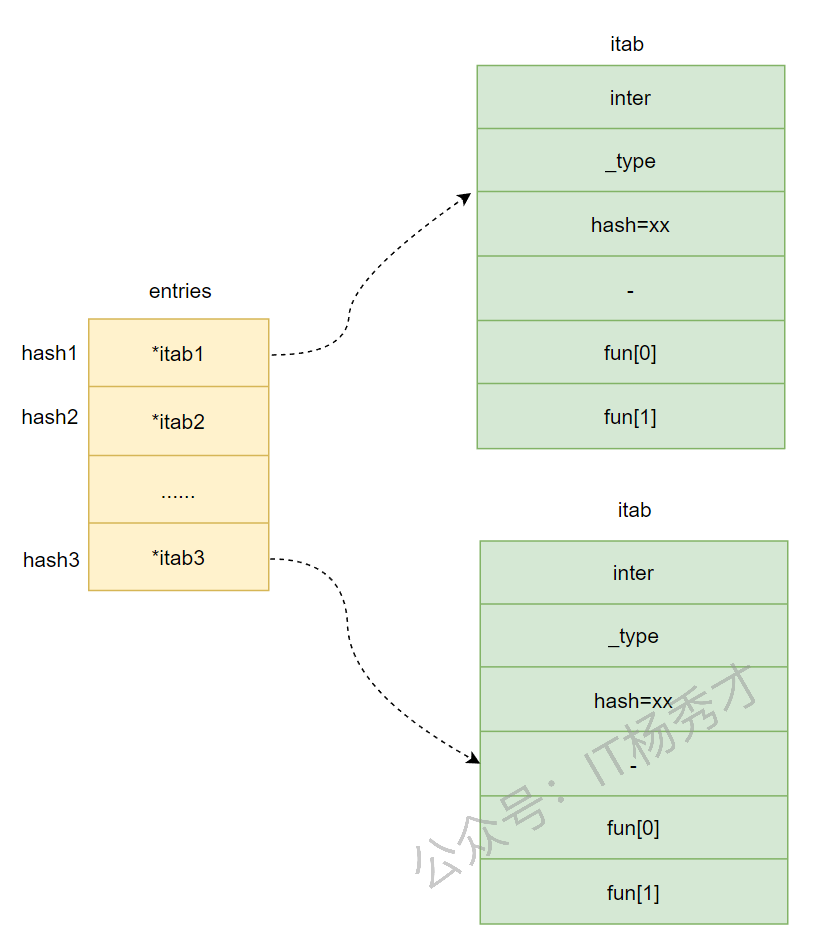 itab
inter
_type
hash=xx
-
fun[0]
fun[1]
entries
hash1
*itab1
hash2
*itab2
......
hash3
*itab3
itab
inter
_type
hash=xx
-
fun[0]
fun[1]
公众号：IT杨秀才